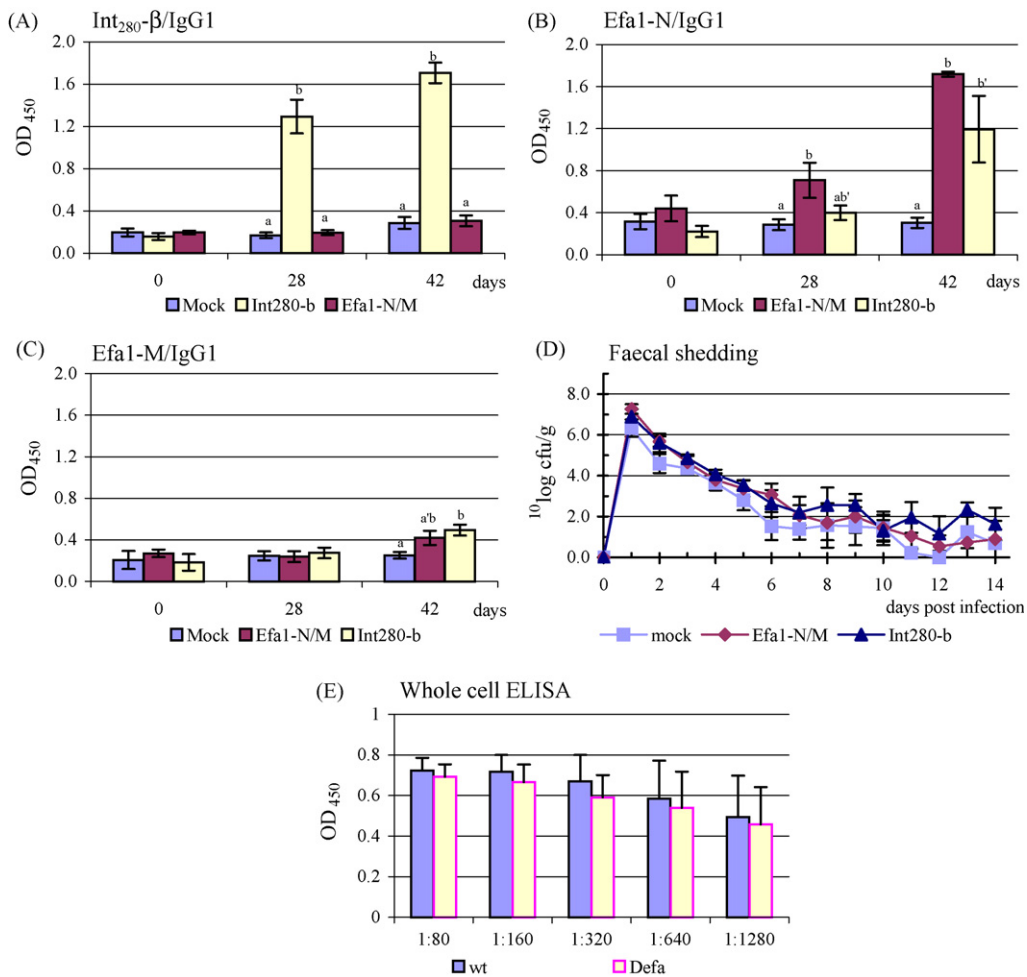 (A) Int280-β/IgG1
2.0
1.6
1.2
0.8
0.4
0.0
OD450
b
b
a a
a a
0 28 42 days
Mock Int280-b Efa1-N/M
(B) Efa1-N/IgG1
2.0
1.6
1.2
0.8
0.4
0.0
OD450
b
b'
b
a ab' a
0 28 42 days
Mock Efa1-N/M Int280-b
(C) Efa1-M/IgG1
2.0
1.6
1.2
0.8
0.4
0.0
OD450
a a'b b
0 28 42 days
Mock Efa1-N/M Int280-b
(D) Faecal shedding
8.0
6.0
4.0
2.0
0.0
10log cfu/g
0 2 4 6 8 10 12 14
days post infection
mock Efa1-N/M Int280-b
(E) Whole cell ELISA
1
0.8
0.6
0.4
0.2
0
OD450
1:80 1:160 1:320 1:640 1:1280
wt Defa